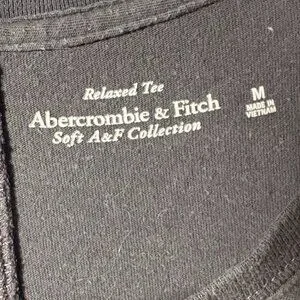 Relaxed Tee
Abercrombie & Fitch
Soft A&F Collection
M
MADE IN
VIETNAM